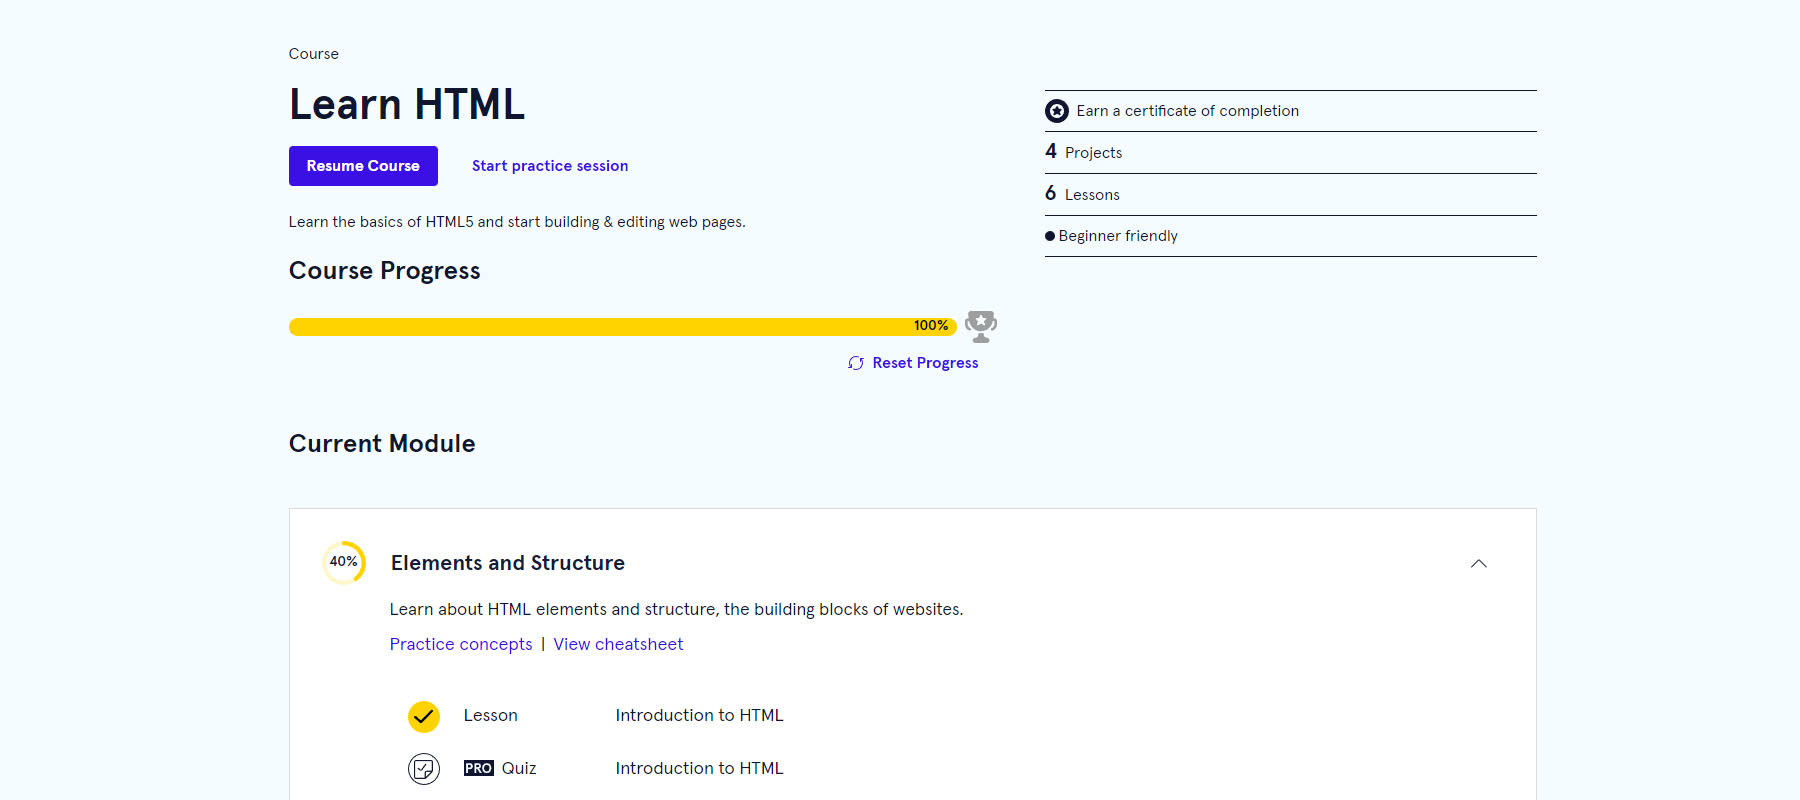 Course
Learn HTML
Resume Course Start practice session
Learn the basics of HTML5 and start building & editing web pages.
Earn a certificate of completion
4 Projects
6 Lessons
Beginner friendly
Course Progress
100%
Reset Progress
Current Module
40% Elements and Structure
Learn about HTML elements and structure, the building blocks of websites.
Practice concepts | View cheatsheet
Lesson Introduction to HTML
PRO Quiz Introduction to HTML